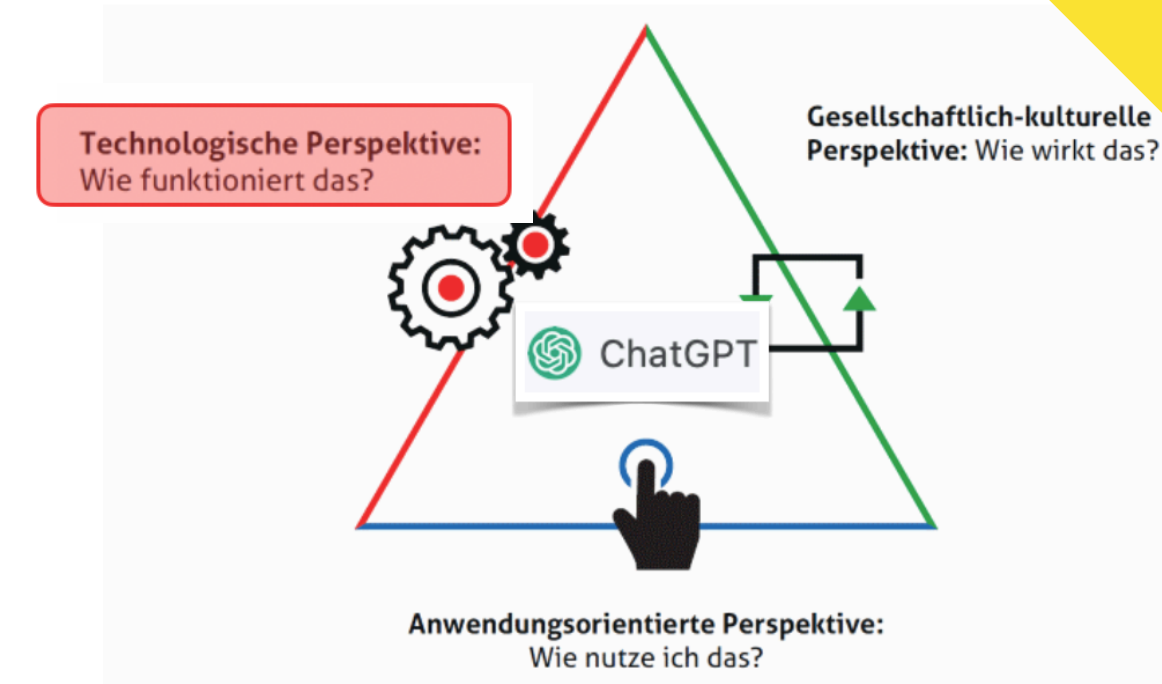 Technologische Perspektive:
Wie funktioniert das?
Gesellschaftlich-kulturelle
Perspektive: Wie wirkt das?
ChatGPT
Anwendungsorientierte Perspektive:
Wie nutze ich das?